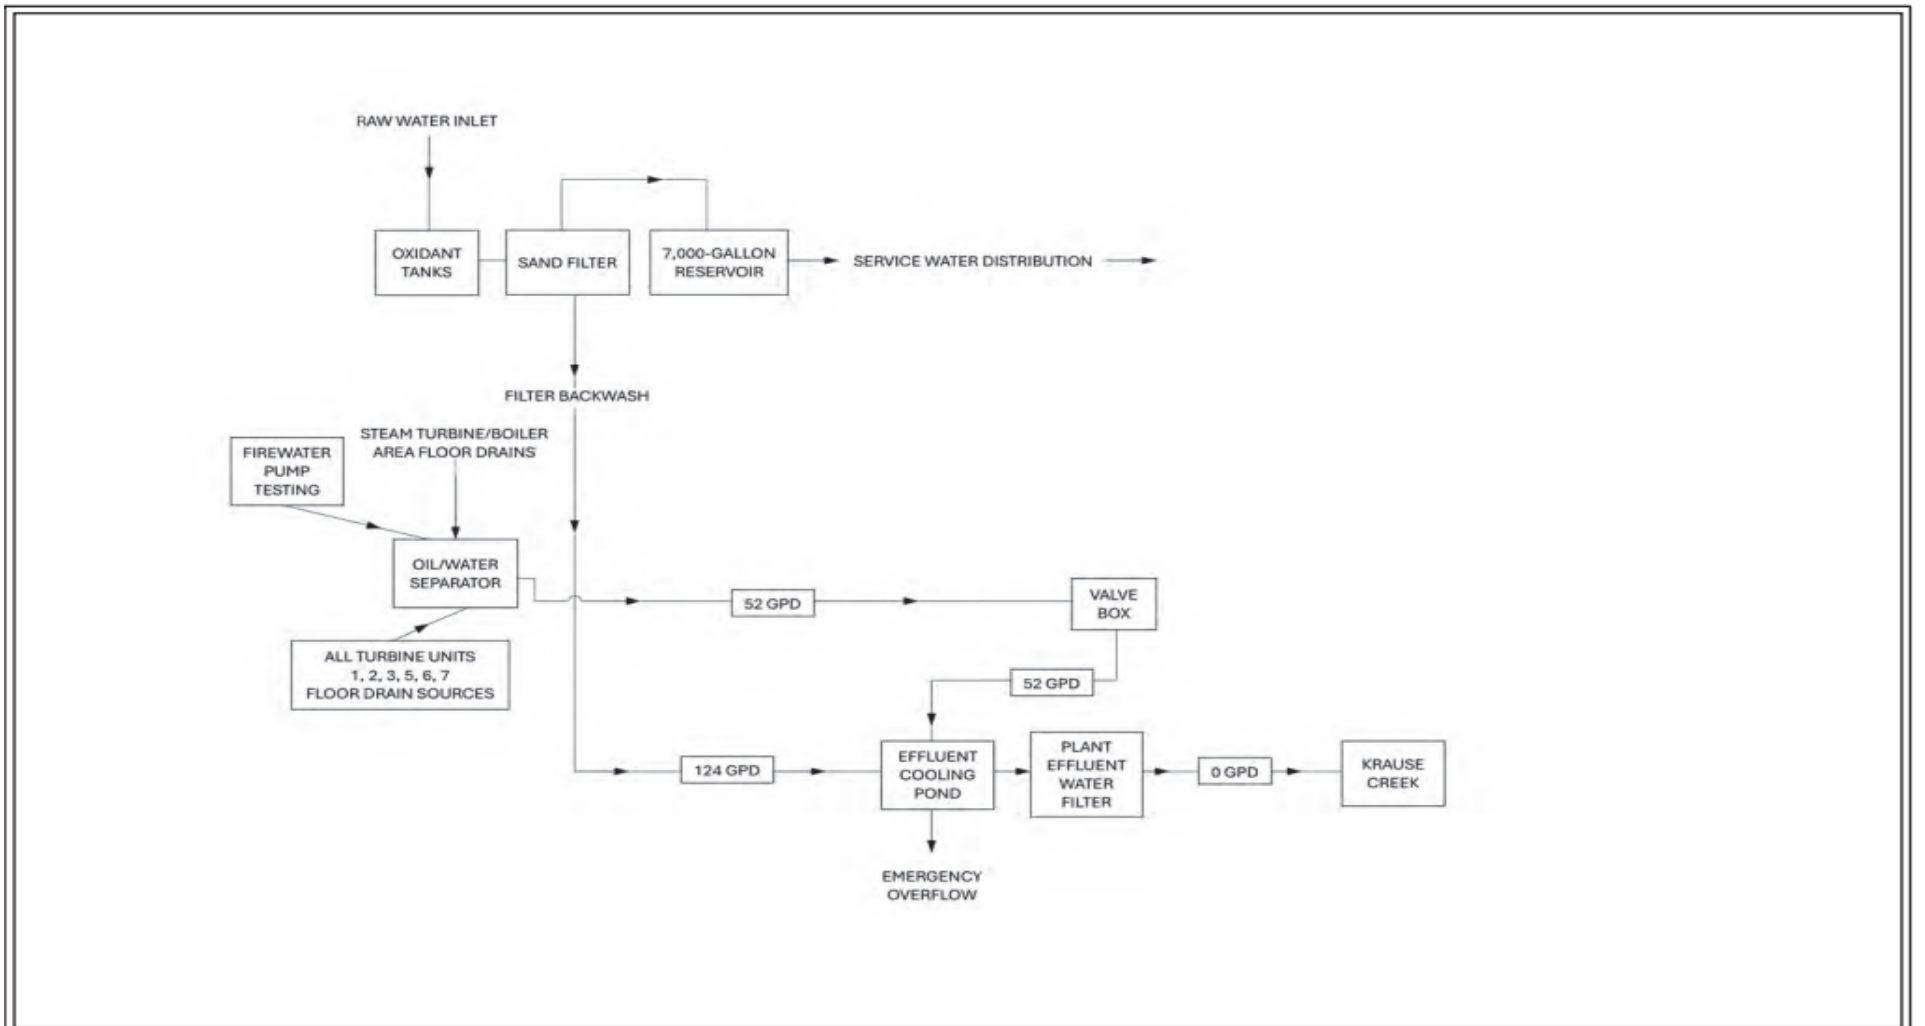 RAW WATER INLET
OXIDANT
TANKS
SAND FILTER
7,000-GALLON
RESERVOIR
SERVICE WATER DISTRIBUTION
FILTER BACKWASH
STEAM TURBINE/BOILER
AREA FLOOR DRAINS
FIREWATER
PUMP
TESTING
OIL/WATER
SEPARATOR
52 GPD
VALVE
BOX
ALL TURBINE UNITS
1, 2, 3, 5, 6, 7
FLOOR DRAIN SOURCES
52 GPD
124 GPD
EFFLUENT
COOLING
POND
PLANT
EFFLUENT
WATER
FILTER
0 GPD
KRAUSE
CREEK
EMERGENCY
OVERFLOW